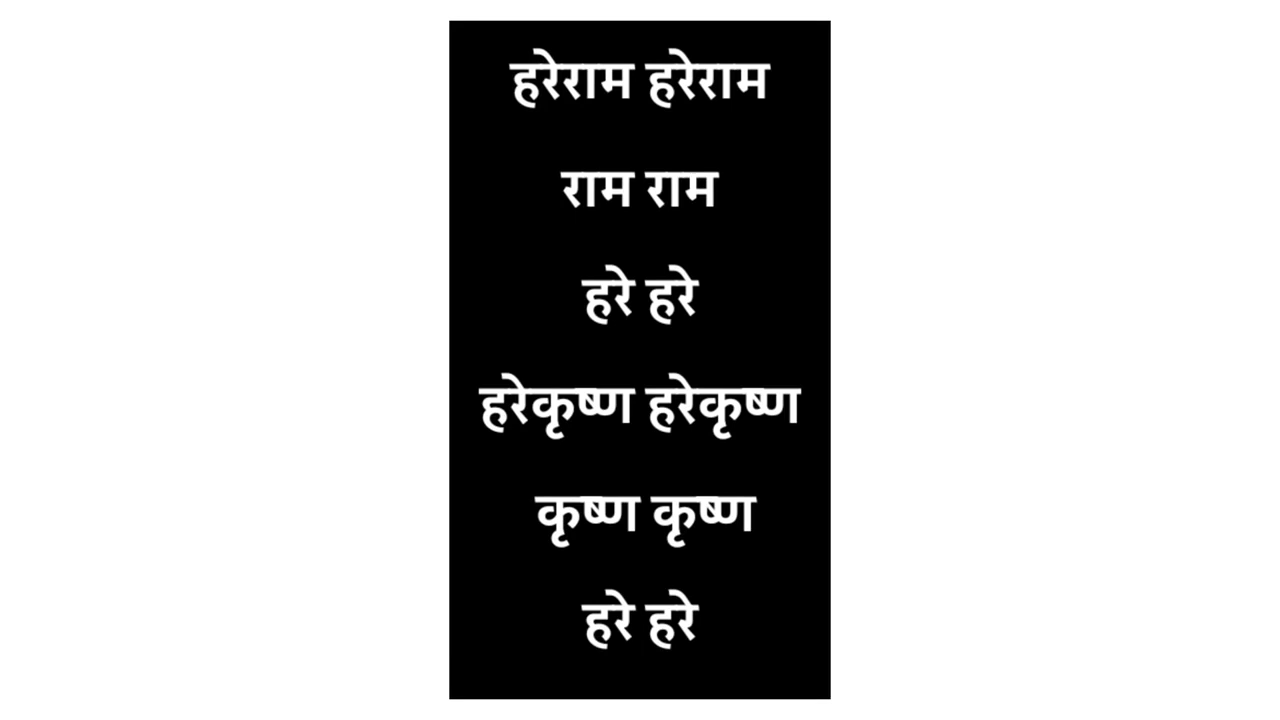 हरेराम हरेराम
राम राम
हरे हरे
हरेकृष्ण हरेकृष्ण
कृष्ण कृष्ण
हरे हरे